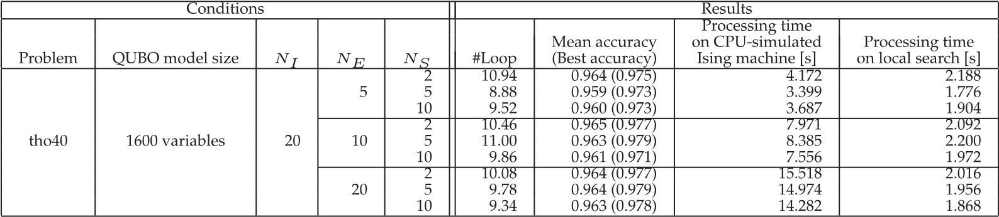 Conditions Results
Processing time
Mean accuracy on CPU-simulated Processing time
Problem QUBO model size N_I N_E N_S #Loop (Best accuracy) Ising machine [s] on local search [s]
2 10.94 0.964 (0.975) 4.172 2.188
5 5 8.88 0.959 (0.973) 3.399 1.776
10 9.52 0.960 (0.973) 3.687 1.904
2 10.46 0.965 (0.977) 7.971 2.092
tho40 1600 variables 20 10 5 11.00 0.963 (0.979) 8.385 2.200
10 9.86 0.961 (0.971) 7.556 1.972
2 10.08 0.964 (0.977) 15.518 2.016
20 5 9.78 0.964 (0.979) 14.974 1.956
10 9.34 0.963 (0.978) 14.282 1.868